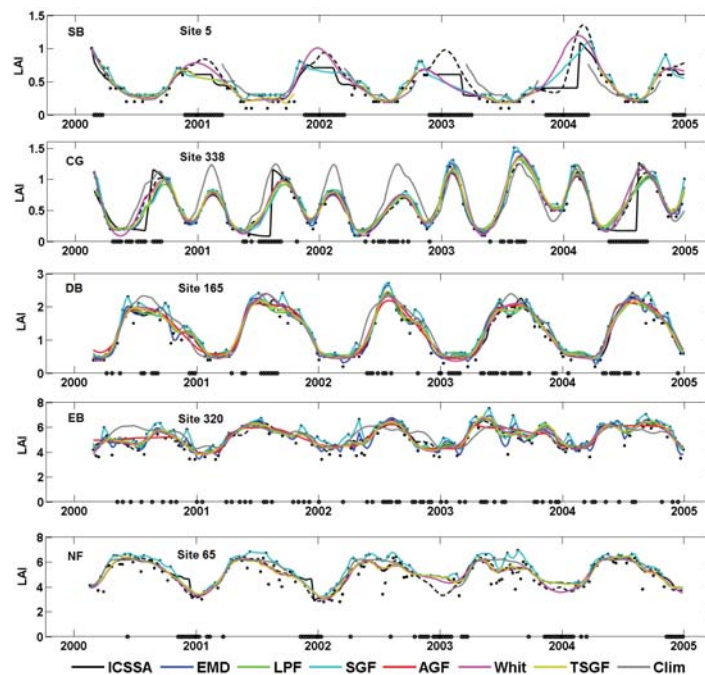 SB Site 5
LAI
1.5
1
0.5
0
2000 2001 2002 2003 2004 2005
CG Site 338
LAI
1.5
1
0.5
0
2000 2001 2002 2003 2004 2005
DB Site 165
LAI
3
2
1
0
2000 2001 2002 2003 2004 2005
EB Site 320
LAI
8
6
4
2
0
2000 2001 2002 2003 2004 2005
NF Site 65
LAI
8
6
4
2
0
2000 2001 2002 2003 2004 2005
ICSSA EMD LPF SGF AGF Whit TSGF Clim